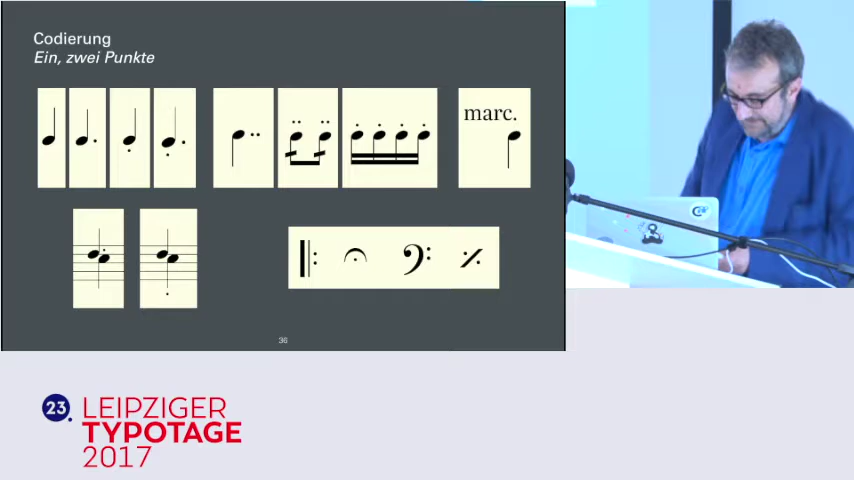 Codierung
Ein, zwei Punkte
marc.
36
23.
LEIPZIGER
TYPOTAGE
2017